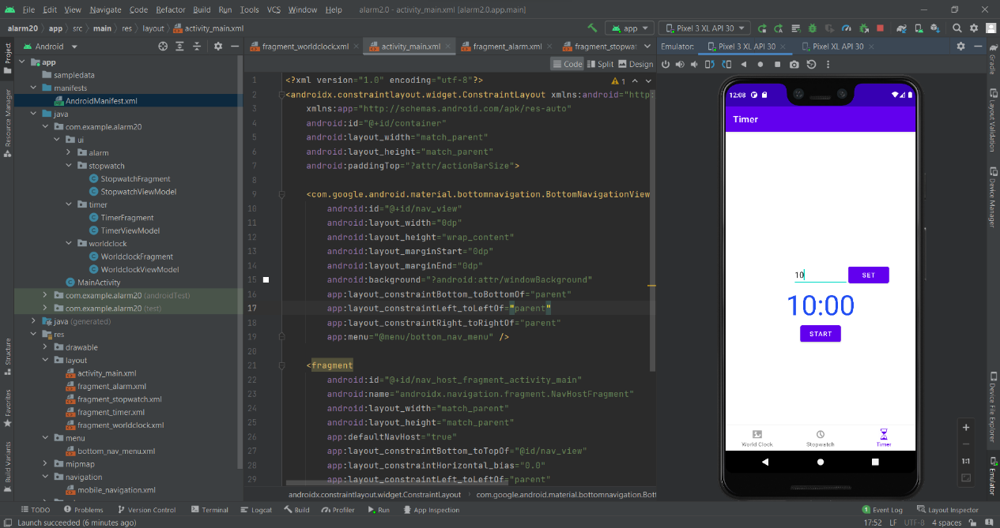 File Edit View Navigate Code Refactor Build Run Tools VCS Window Help alarm2.0 - activity_main.xml [alarm2.0.app.main]
alarm20 app src main res layout activity_main.xml app Pixel 3 XL API 30
Project
Resource Manager
Structure
Favorites
Build Variants
Android
app
sampledata
manifests
AndroidManifest.xml
java
com.example.alarm20
ui
alarm
stopwatch
StopwatchFragment
StopwatchViewModel
timer
TimerFragment
TimerViewModel
worldclock
WorldclockFragment
WorldclockViewModel
MainActivity
com.example.alarm20 (androidTest)
com.example.alarm20 (test)
java (generated)
res
drawable
layout
activity_main.xml
fragment_alarm.xml
fragment_stopwatch.xml
fragment_timer.xml
fragment_worldclock.xml
menu
bottom_nav_menu.xml
mipmap
navigation
mobile_navigation.xml
fragment_worldclock.xml activity_main.xml fragment_alarm.xml fragment_stopwat
Code Split Design
1
1 <?xml version="1.0" encoding="utf-8"?>
2 <androidx.constraintlayout.widget.ConstraintLayout xmlns:android="http
3 xmlns:app="http://schemas.android.com/apk/res-auto"
4 android:id="@+id/container"
5 android:layout_width="match_parent"
6 android:layout_height="match_parent"
7 android:paddingTop="?attr/actionBarSize">
8
9 <com.google.android.material.bottomnavigation.BottomNavigationView
10 android:id="@+id/nav_view"
11 android:layout_width="0dp"
12 android:layout_height="wrap_content"
13 android:layout_marginStart="0dp"
14 android:layout_marginEnd="0dp"
15 android:background="?android:attr/windowBackground"
16 app:layout_constraintBottom_toBottomOf="parent"
17 app:layout_constraintLeft_toLeftOf="parent"
18 app:layout_constraintRight_toRightOf="parent"
19 app:menu="@menu/bottom_nav_menu" />
20
21 <fragment
22 android:id="@+id/nav_host_fragment_activity_main"
23 android:name="androidx.navigation.fragment.NavHostFragment"
24 android:layout_width="match_parent"
25 android:layout_height="match_parent"
26 app:defaultNavHost="true"
27 app:layout_constraintBottom_toTopOf="@id/nav_view"
28 app:layout_constraintHorizontal_bias="0.0"
29 app:layout_constraintLeft_toLeftOf="parent"
androidx.constraintlayout.widget.ConstraintLayout com.google.android.material.bottomnavigation.Bott
Emulator: Pixel 3 XL API 30 Pixel XL API 30
12:08
Timer
10 SET
10:00
START
World Clock Stopwatch Timer
1:1
Gradle
Layout Validation
Device Manager
Device File Explorer
Emulator
TODO Problems Version Control Terminal Logcat Build Profiler Run App Inspection 1 Event Log Layout Inspector
Launch succeeded (6 minutes ago) 17:52 LF UTF-8 4 spaces